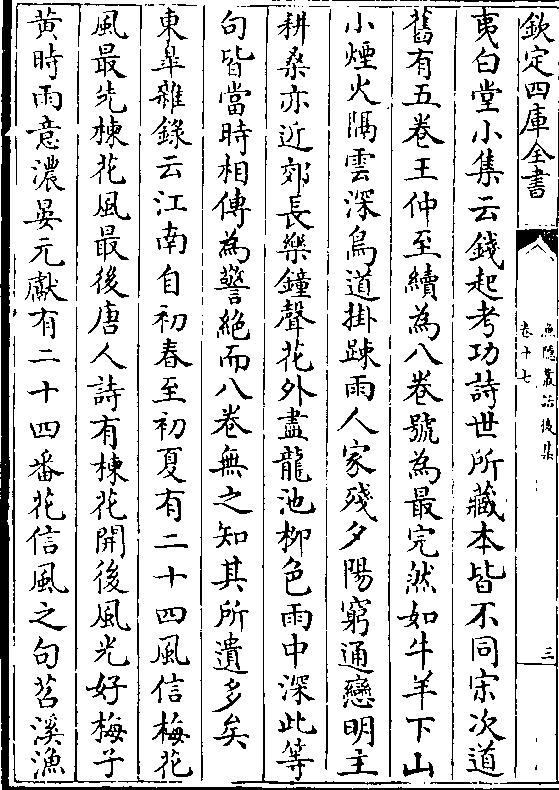 欽定四庫全書
漁隠叢話後集
卷十七
三
夷白堂小集云錢起考功詩世所藏本皆不同宋次道
舊有五卷王仲至續為八卷號為最完然如牛羊下山
小煙火隔雲深鳥道掛踈雨人家殘夕陽窮通戀明主
耕桑亦近郊長樂鐘聲花外盡龍池柳色雨中深此等
句皆當時相傳為警絕而八卷無之知其所遺多矣
東臯雜錄云江南自初春至初夏有二十四風信梅花
風最先楝花風最後唐人詩有楝花開後風光好梅子
黄時雨意濃晏元獻有二十四番花信風之句苕溪漁